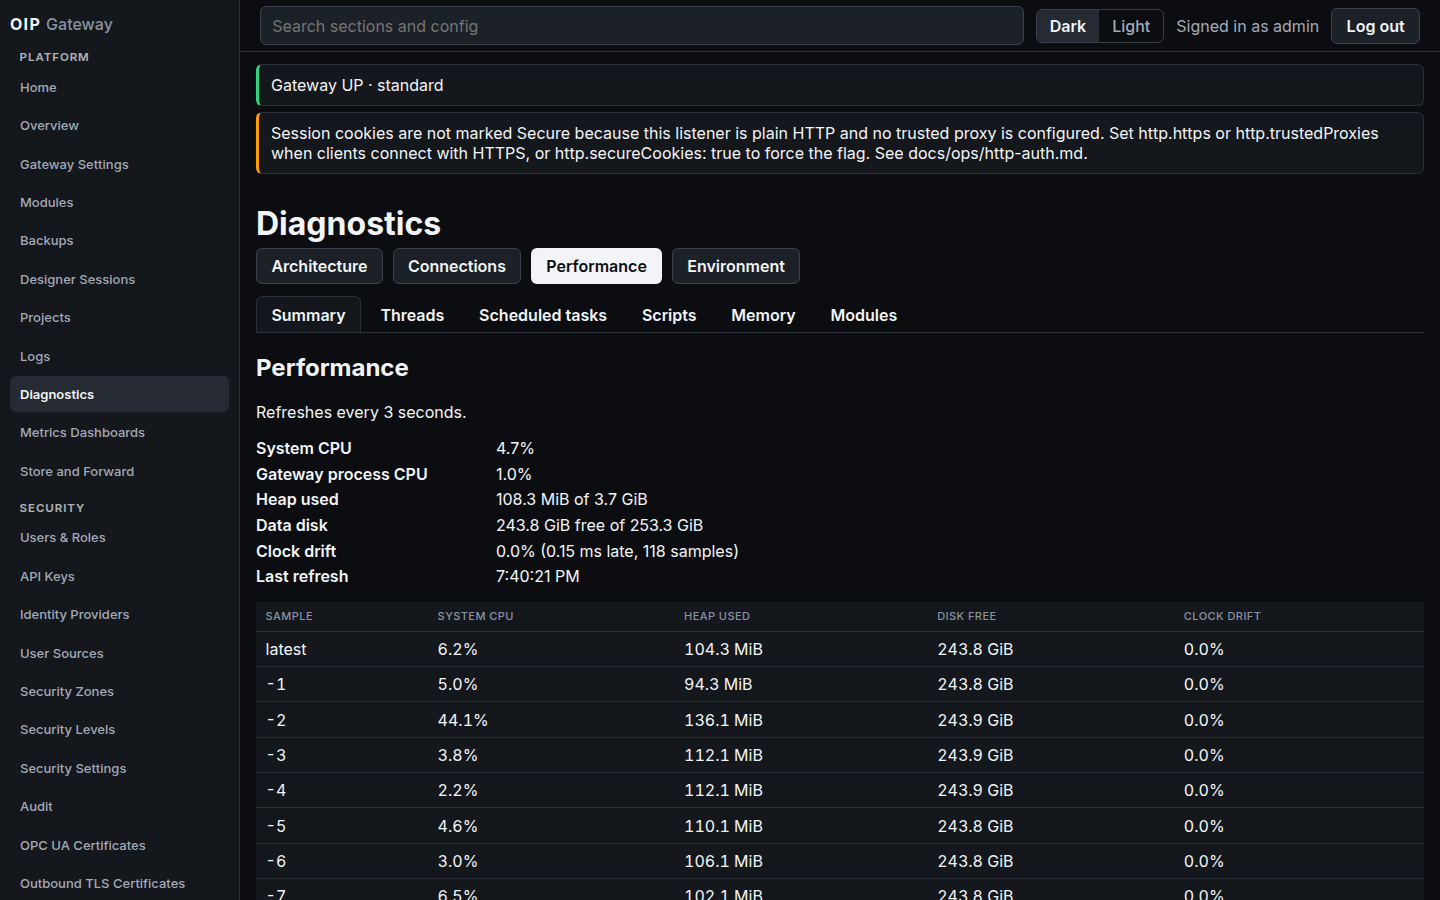 OIP Gateway
PLATFORM
Home
Overview
Gateway Settings
Modules
Backups
Designer Sessions
Projects
Logs
Diagnostics
Metrics Dashboards
Store and Forward
SECURITY
Users & Roles
API Keys
Identity Providers
User Sources
Security Zones
Security Levels
Security Settings
Audit
OPC UA Certificates
Outbound TLS Certificates
Search sections and config
Dark Light Signed in as admin Log out
Gateway UP · standard
Session cookies are not marked Secure because this listener is plain HTTP and no trusted proxy is configured. Set http.https or http.trustedProxies
when clients connect with HTTPS, or http.secureCookies: true to force the flag. See docs/ops/http-auth.md.
Diagnostics
Architecture Connections Performance Environment
Summary Threads Scheduled tasks Scripts Memory Modules
Performance
Refreshes every 3 seconds.
System CPU 4.7%
Gateway process CPU 1.0%
Heap used 108.3 MiB of 3.7 GiB
Data disk 243.8 GiB free of 253.3 GiB
Clock drift 0.0% (0.15 ms late, 118 samples)
Last refresh 7:40:21 PM
SAMPLE SYSTEM CPU HEAP USED DISK FREE CLOCK DRIFT
latest 6.2% 104.3 MiB 243.8 GiB 0.0%
-1 5.0% 94.3 MiB 243.8 GiB 0.0%
-2 44.1% 136.1 MiB 243.9 GiB 0.0%
-3 3.8% 112.1 MiB 243.9 GiB 0.0%
-4 2.2% 112.1 MiB 243.9 GiB 0.0%
-5 4.6% 110.1 MiB 243.8 GiB 0.0%
-6 3.0% 106.1 MiB 243.8 GiB 0.0%
-7 6.5% 102.1 MiB 243.8 GiB 0.0%